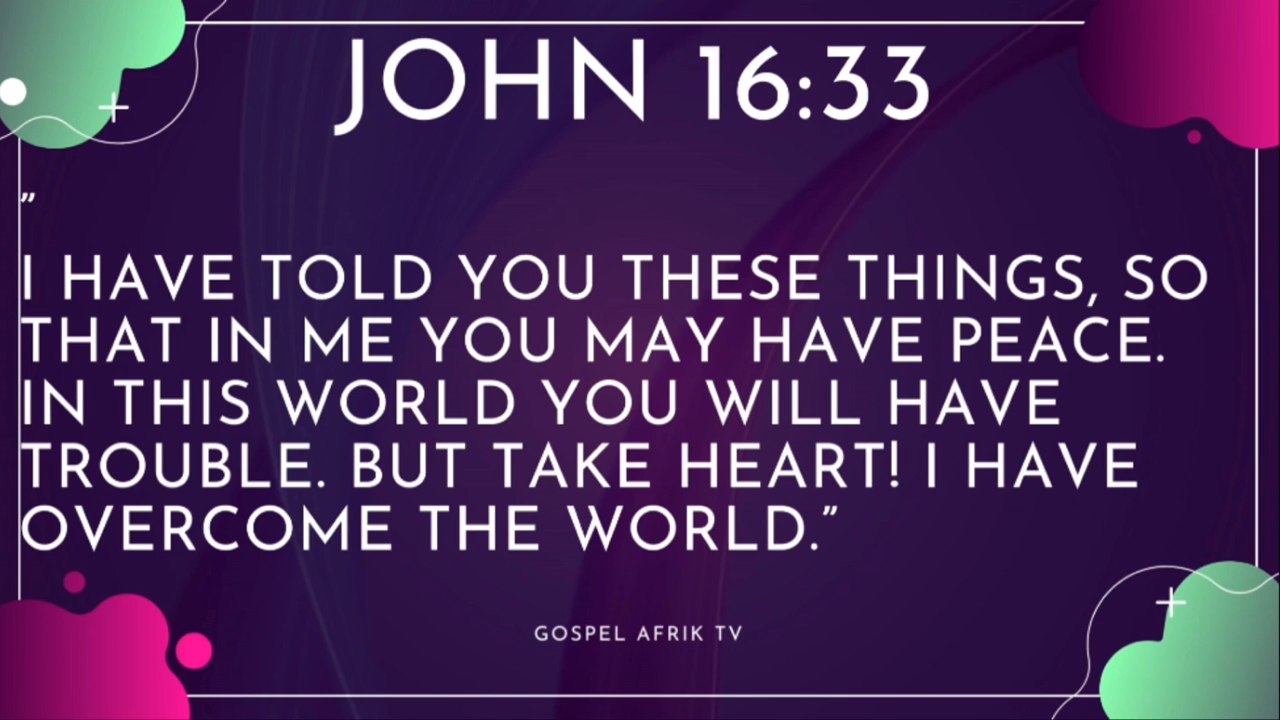 JOHN 16:33
”
I HAVE TOLD YOU THESE THINGS, SO
THAT IN ME YOU MAY HAVE PEACE.
IN THIS WORLD YOU WILL HAVE
TROUBLE. BUT TAKE HEART! I HAVE
OVERCOME THE WORLD.”
GOSPEL AFRIK TV